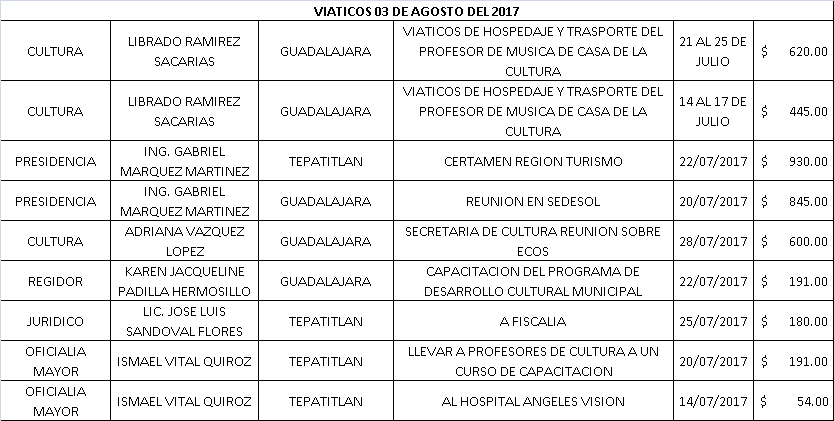 VIATICOS 03 DE AGOSTO DEL 2017
CULTURA LIBRADO RAMIREZ SACARIAS GUADALAJARA VIATICOS DE HOSPEDAJE Y TRASPORTE DEL PROFESOR DE MUSICA DE CASA DE LA CULTURA 21 AL 25 DE JULIO $ 620.00
CULTURA LIBRADO RAMIREZ SACARIAS GUADALAJARA VIATICOS DE HOSPEDAJE Y TRASPORTE DEL PROFESOR DE MUSICA DE CASA DE LA CULTURA 14 AL 17 DE JULIO $ 445.00
PRESIDENCIA ING. GABRIEL MARQUEZ MARTINEZ TEPATITLAN CERTAMEN REGION TURISMO 22/07/2017 $ 930.00
PRESIDENCIA ING. GABRIEL MARQUEZ MARTINEZ GUADALAJARA REUNION EN SEDESOL 20/07/2017 $ 845.00
CULTURA ADRIANA VAZQUEZ LOPEZ GUADALAJARA SECRETARIA DE CULTURA REUNION SOBRE ECOS 28/07/2017 $ 600.00
REGIDOR KAREN JACQUELINE PADILLA HERMOSILLO GUADALAJARA CAPACITACION DEL PROGRAMA DE DESARROLLO CULTURAL MUNICIPAL 22/07/2017 $ 191.00
JURIDICO LIC. JOSE LUIS SANDOVAL FLORES TEPATITLAN A FISCALIA 25/07/2017 $ 180.00
OFICIALIA MAYOR ISMAEL VITAL QUIROZ TEPATITLAN LLEVAR A PROFESORES DE CULTURA A UN CURSO DE CAPACITACION 20/07/2017 $ 191.00
OFICIALIA MAYOR ISMAEL VITAL QUIROZ TEPATITLAN AL HOSPITAL ANGELES VISION 14/07/2017 $ 54.00